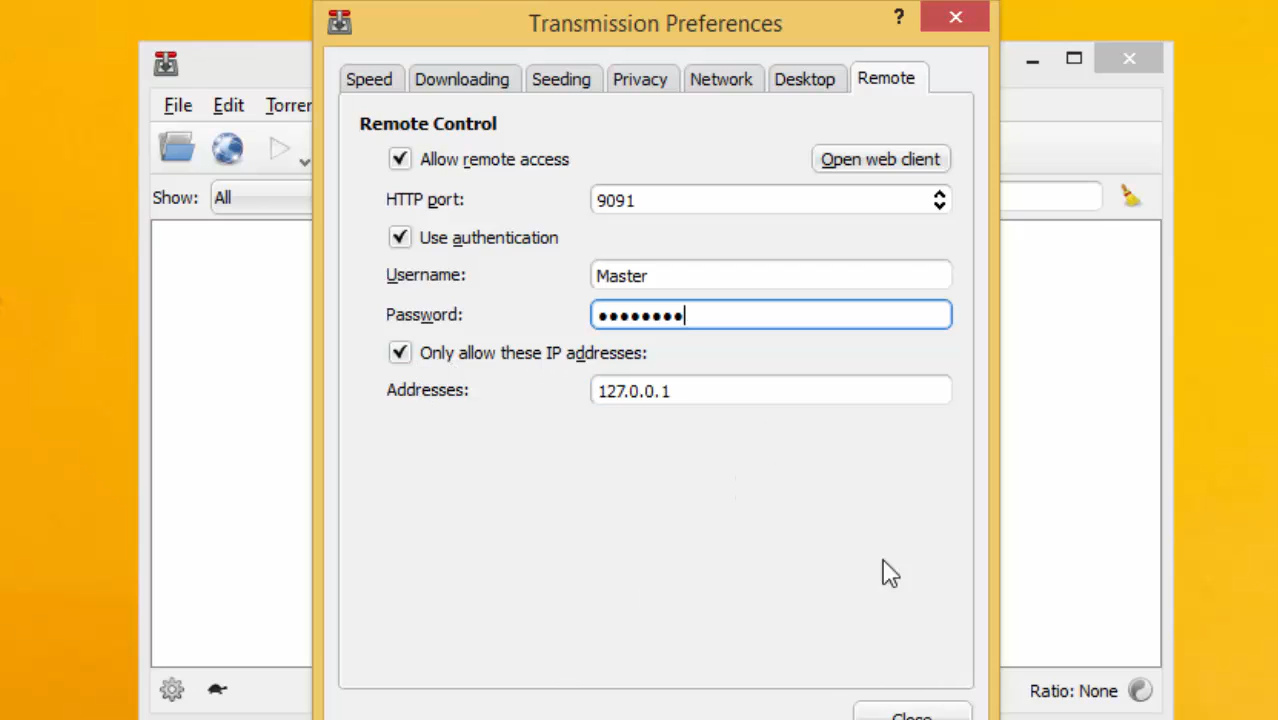 Transmission Preferences
?
File Edit Torren
Speed Downloading Seeding Privacy Network Desktop Remote
Remote Control
Allow remote access Open web client
Show: All
HTTP port: 9091
Use authentication
Username: Master
Password: ••••••••
Only allow these IP addresses:
Addresses: 127.0.0.1
Ratio: None
Close